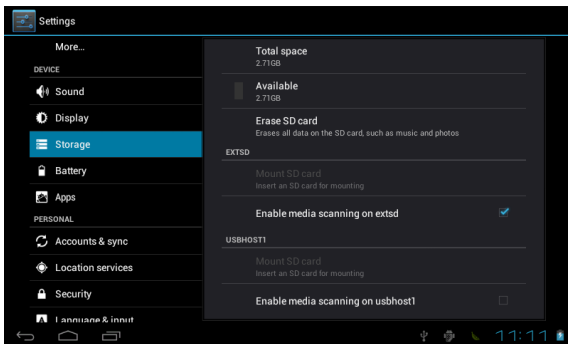 Settings
More...
DEVICE
Sound
Display
Storage
Battery
Apps
PERSONAL
Accounts & sync
Location services
Security
Language & input
Total space
2.71GB
Available
2.71GB
Erase SD card
Erases all data on the SD card, such as music and photos
EXTSD
Mount SD card
Insert an SD card for mounting
Enable media scanning on extsd
USBHOST1
Mount SD card
Insert an SD card for mounting
Enable media scanning on usbhost1
11:11